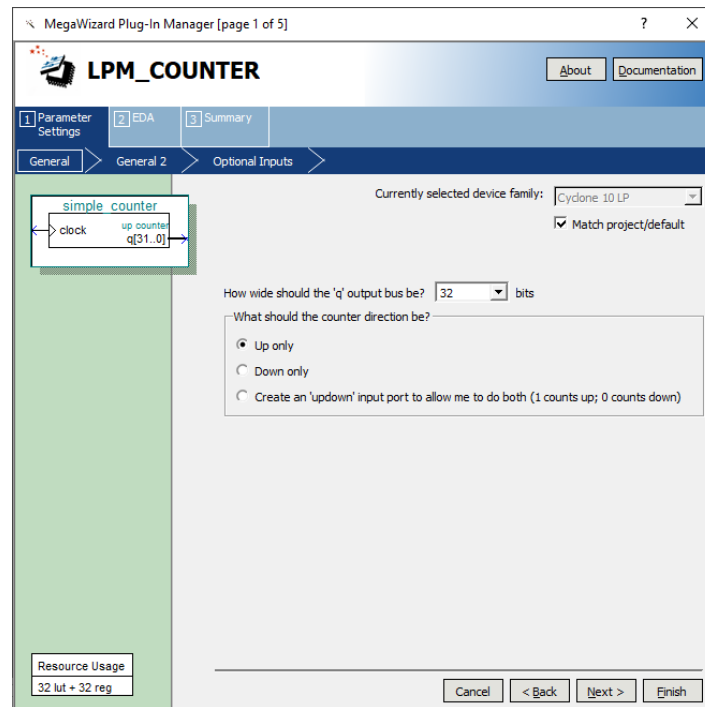 MegaWizard Plug-In Manager [page 1 of 5] ? ×
LPM_COUNTER
About Documentation
1 Parameter Settings
2 EDA
3 Summary
General General 2 Optional Inputs
simple_counter
clock
up counter
q[31..0]
Currently selected device family: Cyclone 10 LP
Match project/default
How wide should the 'q' output bus be? 32 bits
What should the counter direction be?
Up only
Down only
Create an 'updown' input port to allow me to do both (1 counts up; 0 counts down)
Resource Usage
32 lut + 32 reg
Cancel < Back Next > Finish